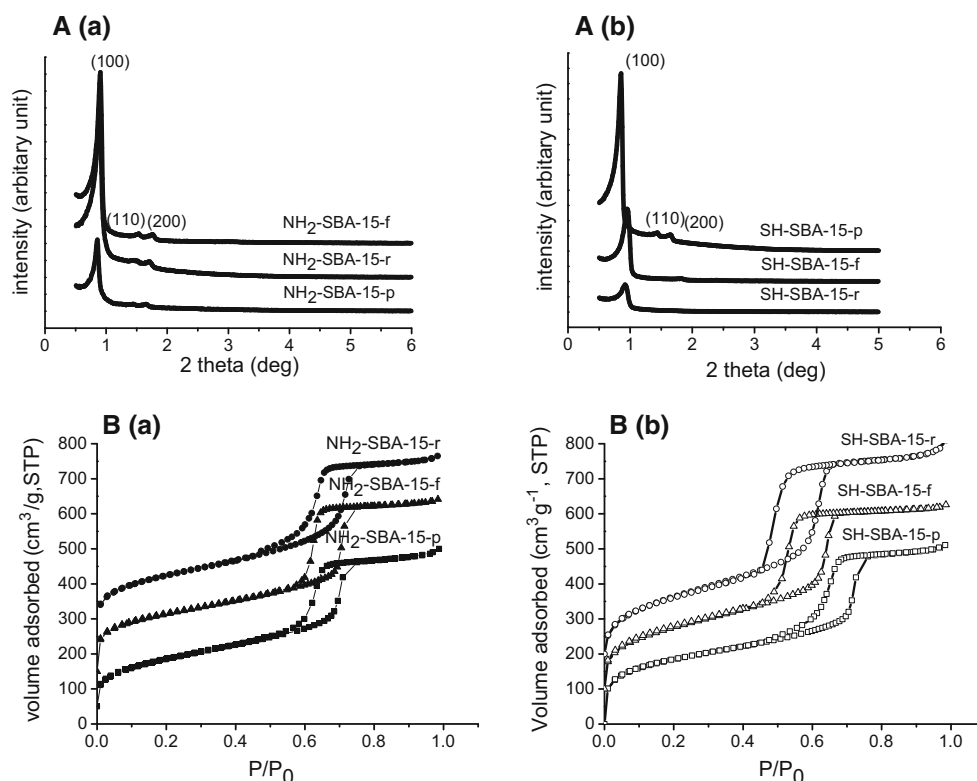 A (a)
(100)
(110)
(200)
NH2-SBA-15-f
NH2-SBA-15-r
NH2-SBA-15-p
intensity (arbitary unit)
0 1 2 3 4 5 6
2 theta (deg)
A (b)
(100)
(110)
(200)
SH-SBA-15-p
SH-SBA-15-f
SH-SBA-15-r
intensity (arbitary unit)
0 1 2 3 4 5 6
2 theta (deg)
B (a)
800
700
600
500
400
300
200
100
0
volume adsorbed (cm3/g,STP)
NH2-SBA-15-r
NH2-SBA-15-f
NH2-SBA-15-p
0.0 0.2 0.4 0.6 0.8 1.0
P/P0
B (b)
800
700
600
500
400
300
200
100
0
Volume adsorbed (cm3 g-1, STP)
SH-SBA-15-r
SH-SBA-15-f
SH-SBA-15-p
0.0 0.2 0.4 0.6 0.8 1.0
P/P0